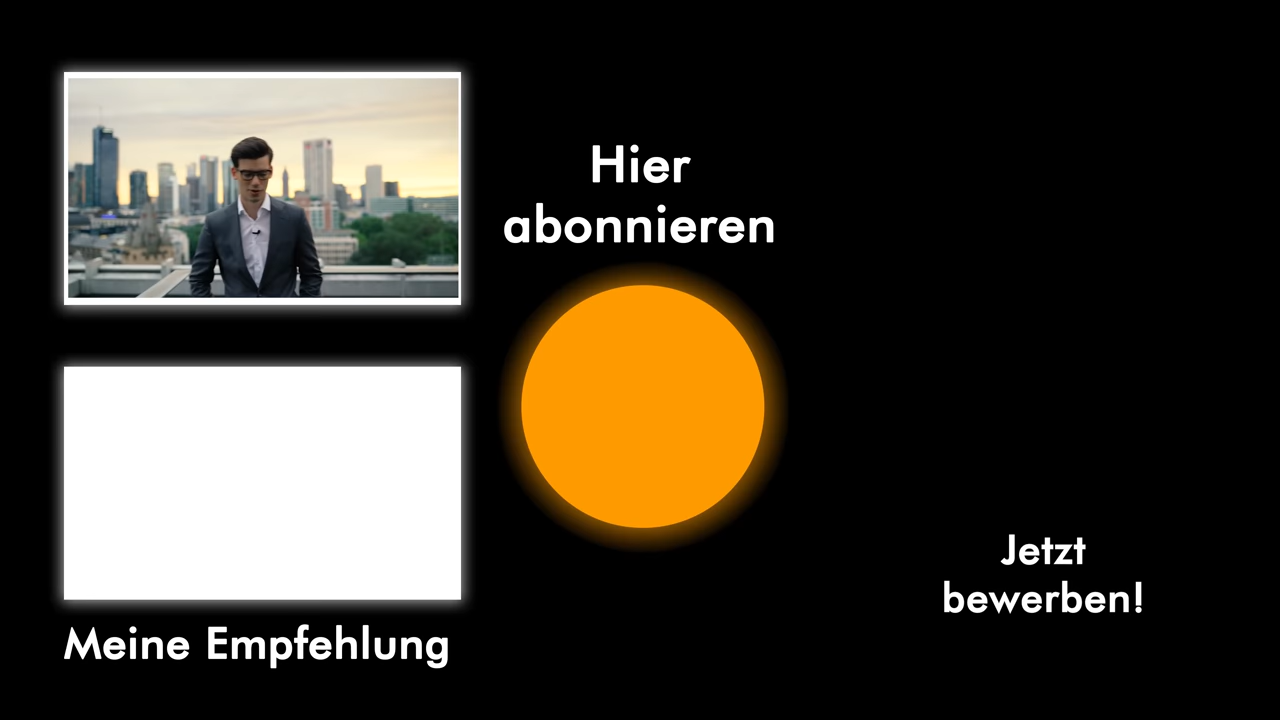 Hier
abonnieren
Jetzt
bewerben!
Meine Empfehlung